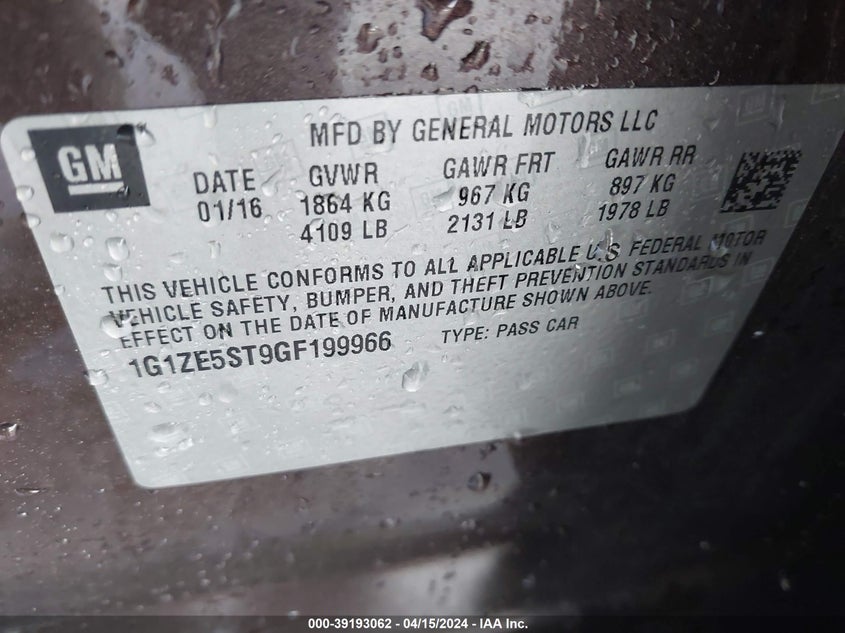 GM
MFD BY GENERAL MOTORS LLC
DATE GVWR GAWR FRT GAWR RR
01/16 1864 KG 967 KG 897 KG
4109 LB 2131 LB 1978 LB
THIS VEHICLE CONFORMS TO ALL APPLICABLE U.S FEDERAL MOTOR
VEHICLE SAFETY, BUMPER, AND THEFT PREVENTION STANDARDS IN
EFFECT ON THE DATE OF MANUFACTURE SHOWN ABOVE.
1G1ZE5ST9GF199966 TYPE: PASS CAR
000-39193062 - 04/15/2024 - IAA Inc.